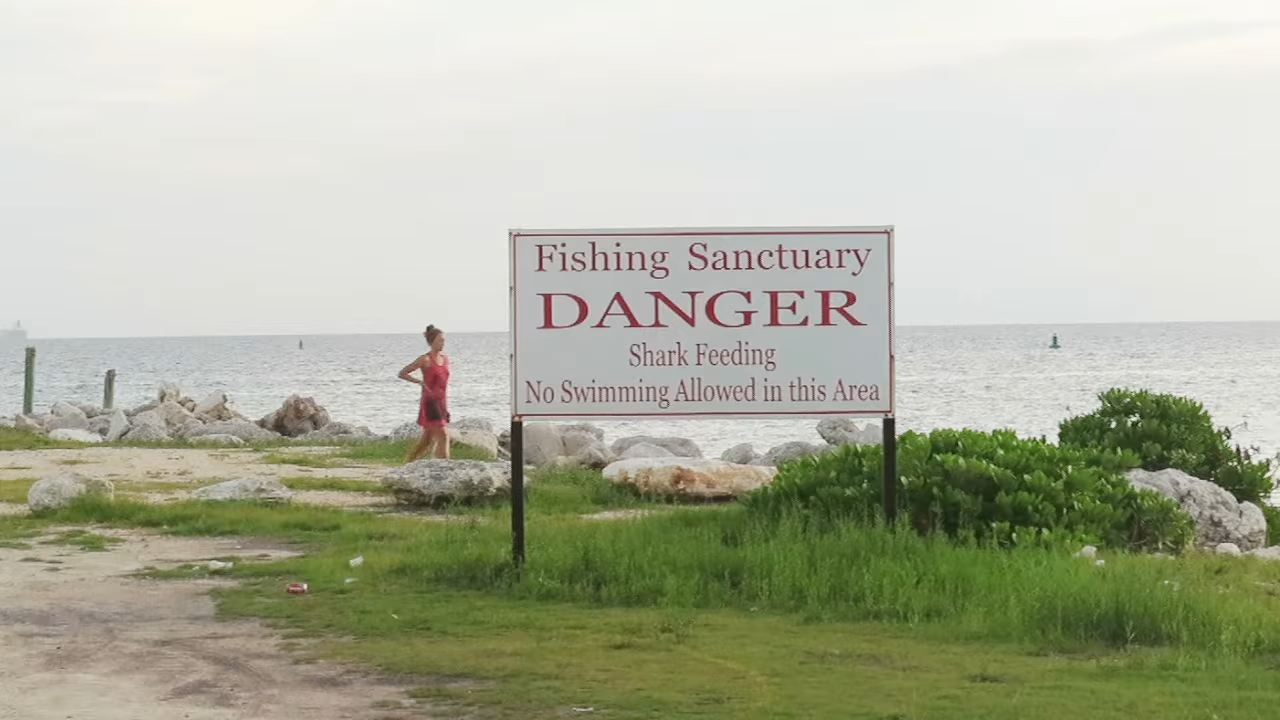 Fishing Sanctuary
DANGER
Shark Feeding
No Swimming Allowed in this Area